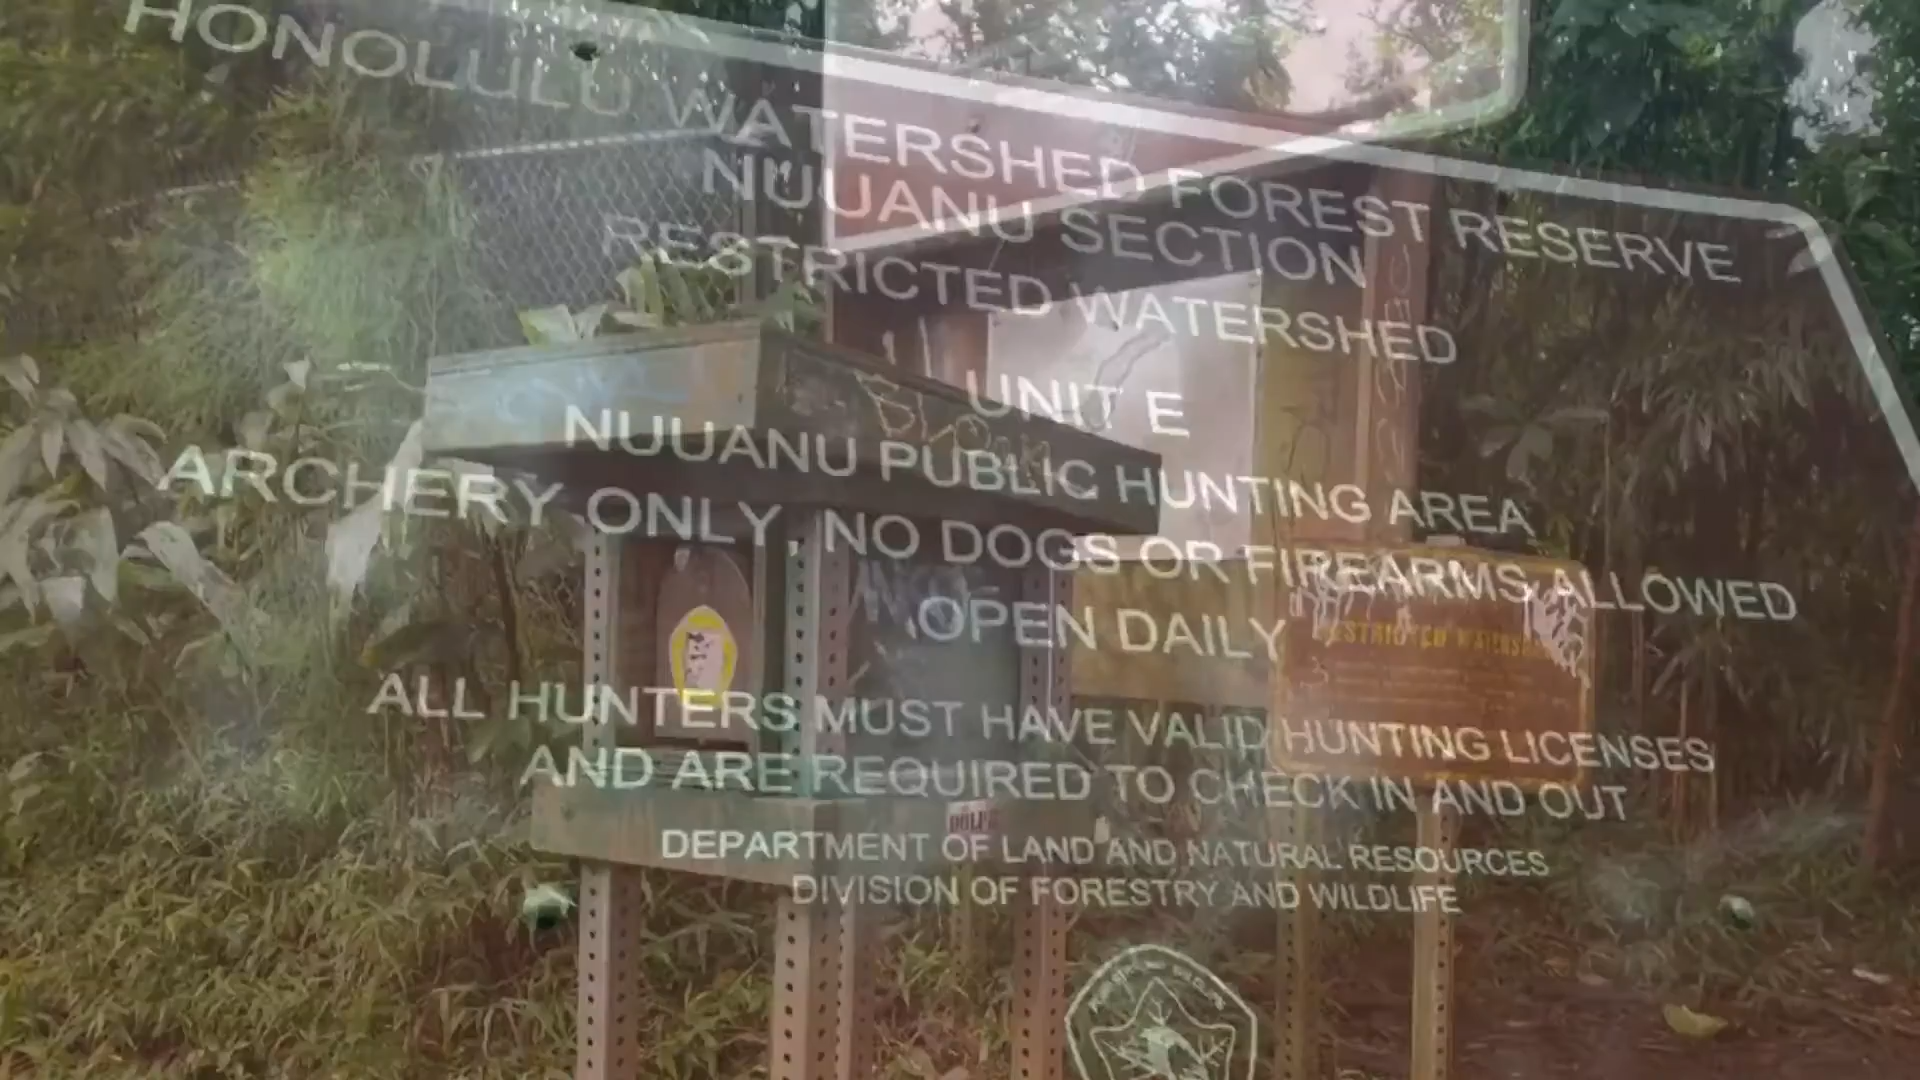 HONOLULU WATERSHED FOREST RESERVE
NUUANU SECTION
RESTRICTED WATERSHED
UNIT E
NUUANU PUBLIC HUNTING AREA
ARCHERY ONLY, NO DOGS OR FIREARMS ALLOWED
OPEN DAILY
ALL HUNTERS MUST HAVE VALID HUNTING LICENSES
AND ARE REQUIRED TO CHECK IN AND OUT
DEPARTMENT OF LAND AND NATURAL RESOURCES
DIVISION OF FORESTRY AND WILDLIFE
RESTRICTED